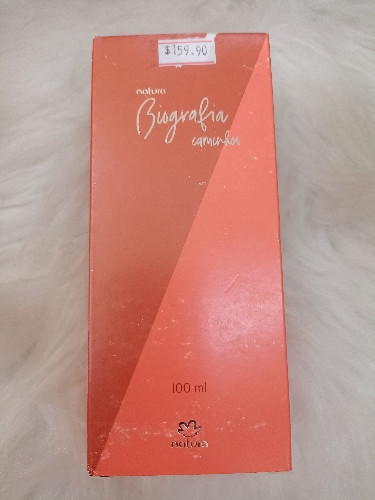 $159.90
natura
Biografia
caminhos
100 ml
natura